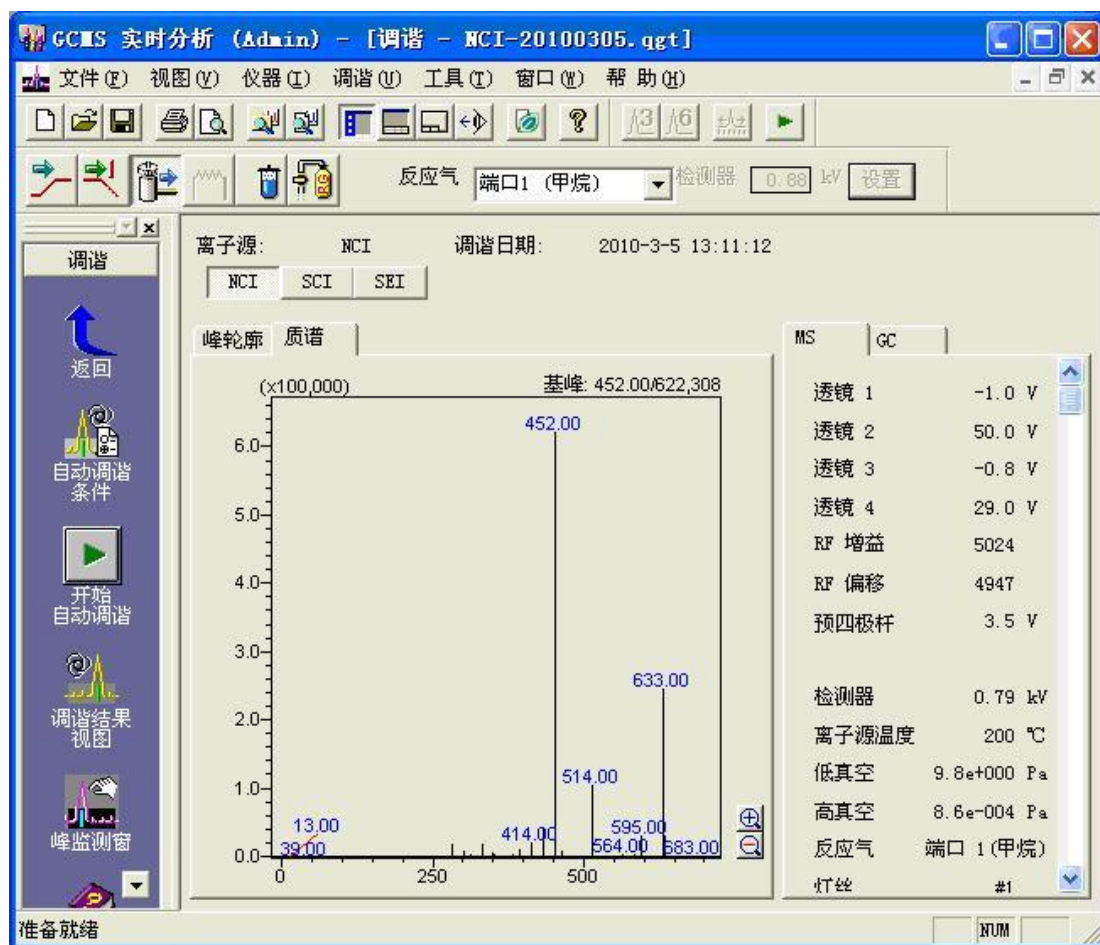 GCMS 实时分析 (Admin) - [调谐 - NCI-20100305.qgt]
文件(F) 视图(V) 仪器(I) 调谐(U) 工具(T) 窗口(W) 帮 助(H)
反应气 端口1 (甲烷) 检测器 0.88 kV 设置
调谐
返回
自动调谐
条件
开始
自动调谐
调谐结果
视图
峰监测窗
离子源: NCI 调谐日期: 2010-3-5 13:11:12
NCI SCI SEI
峰轮廓 质谱
(x100,000) 基峰: 452.00/622,308
452.00
6.0
5.0
4.0
3.0
633.00
2.0
514.00
1.0
13.00 414.00 595.00
39.00 564.00 683.00
0.0
0 250 500
MS GC
透镜 1 -1.0 V
透镜 2 50.0 V
透镜 3 -0.8 V
透镜 4 29.0 V
RF 增益 5024
RF 偏移 4947
预四极杆 3.5 V
检测器 0.79 kV
离子源温度 200 ℃
低真空 9.8e+000 Pa
高真空 8.6e-004 Pa
反应气 端口 1(甲烷)
灯丝 #1
准备就绪 NUM